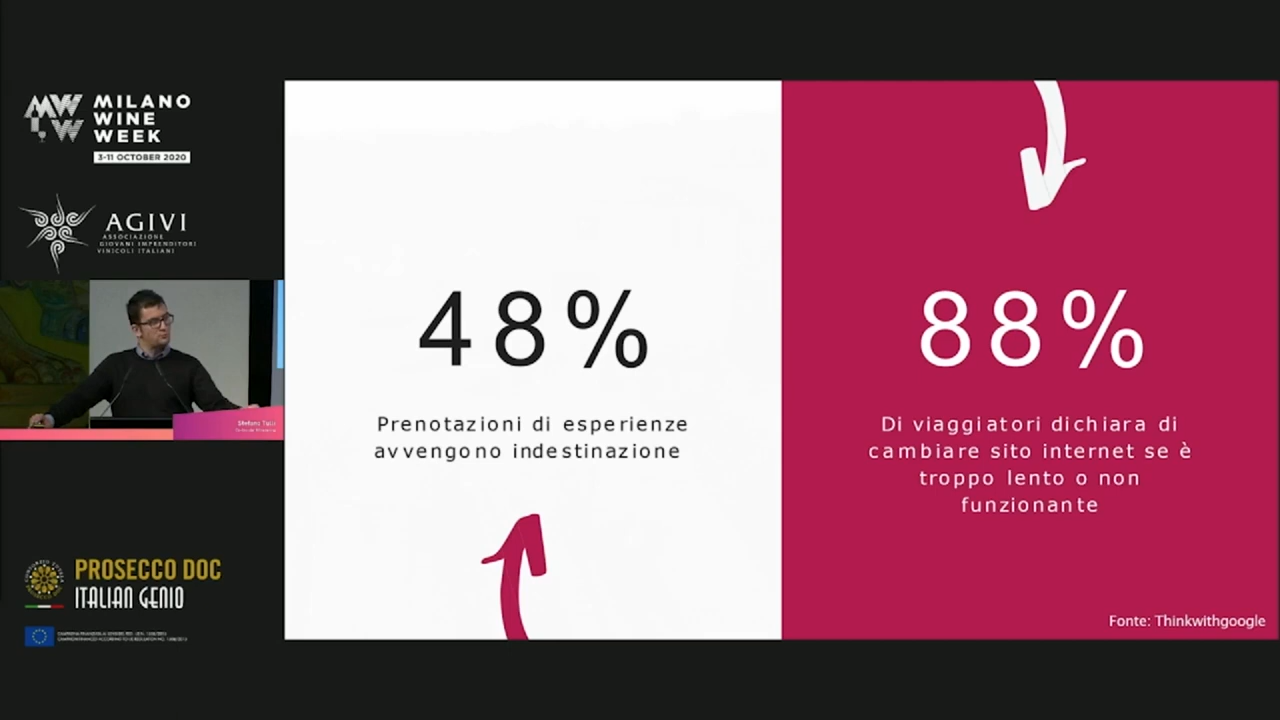 MILANO
WINE
WEEK
3-11 OCTOBER 2020
AGIVI
ASSOCIAZIONE
GIOVANI IMPRENDITORI
VINICOLI ITALIANI
48%
Prenotazioni di esperienze
avvengono indestinazione
88%
Di viaggiatori dichiara di
cambiare sito internet se è
troppo lento o non
funzionante
Fonte: Thinkwithgoogle
PROSECCO DOC
ITALIAN GENIO